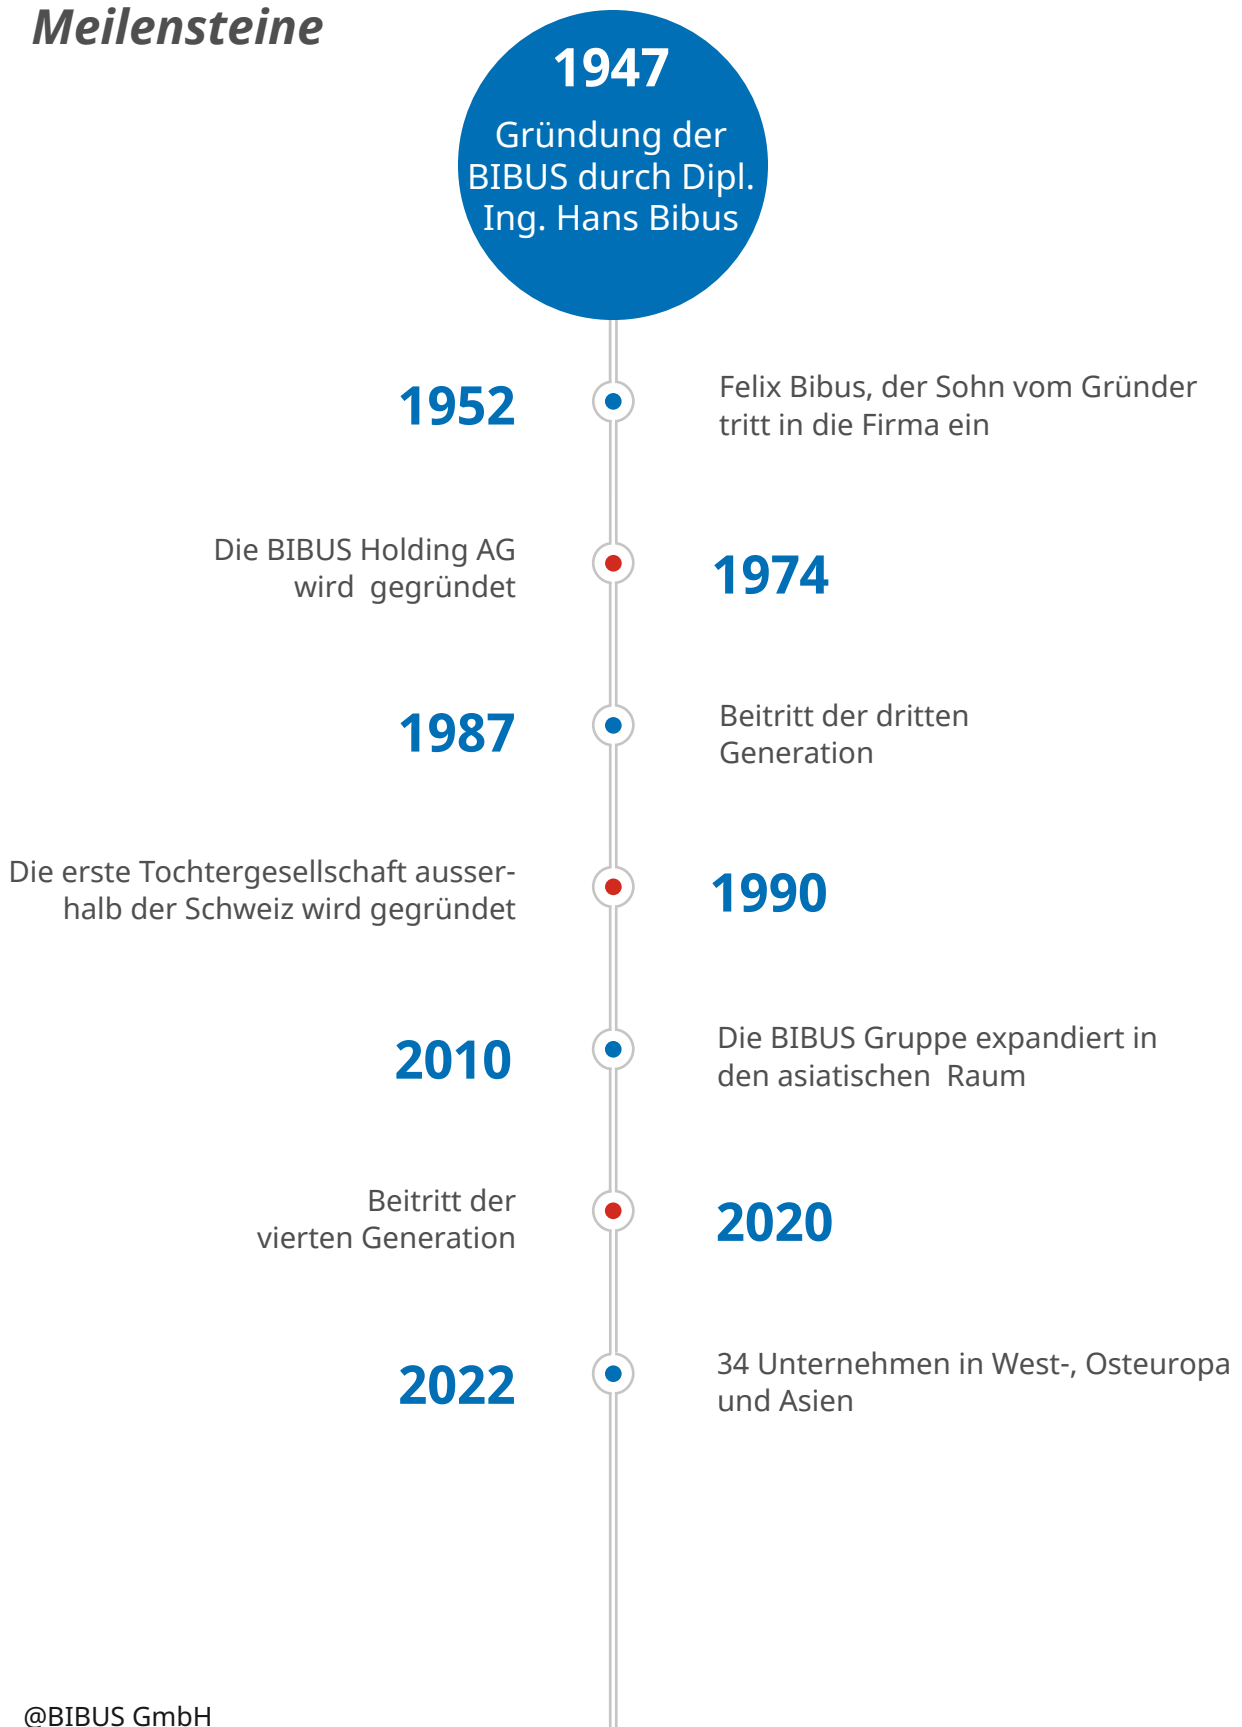 Meilensteine
1947
Gründung der
BIBUS durch Dipl.
Ing. Hans Bibus
1952
Felix Bibus, der Sohn vom Gründer
tritt in die Firma ein
Die BIBUS Holding AG
wird  gegründet
1974
1987
Beitritt der dritten
Generation
Die erste Tochtergesellschaft ausser-
halb der Schweiz wird gegründet
1990
2010
Die BIBUS Gruppe expandiert in
den asiatischen  Raum
Beitritt der
vierten Generation
2020
2022
34 Unternehmen in West-, Osteuropa
und Asien
@BIBUS GmbH